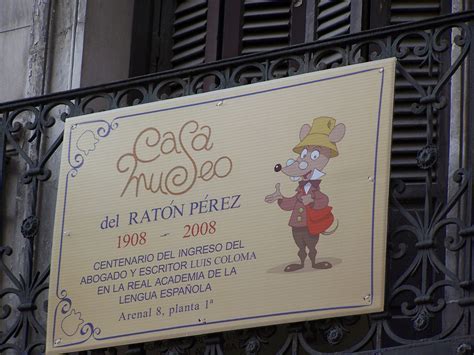 Casa
museo
del RATÓN PÉREZ
1908 - 2008
CENTENARIO DEL INGRESO DEL
ABOGADO Y ESCRITOR LUIS COLOMA
EN LA REAL ACADEMIA DE LA
LENGUA ESPAÑOLA
Arenal 8, planta 1ª